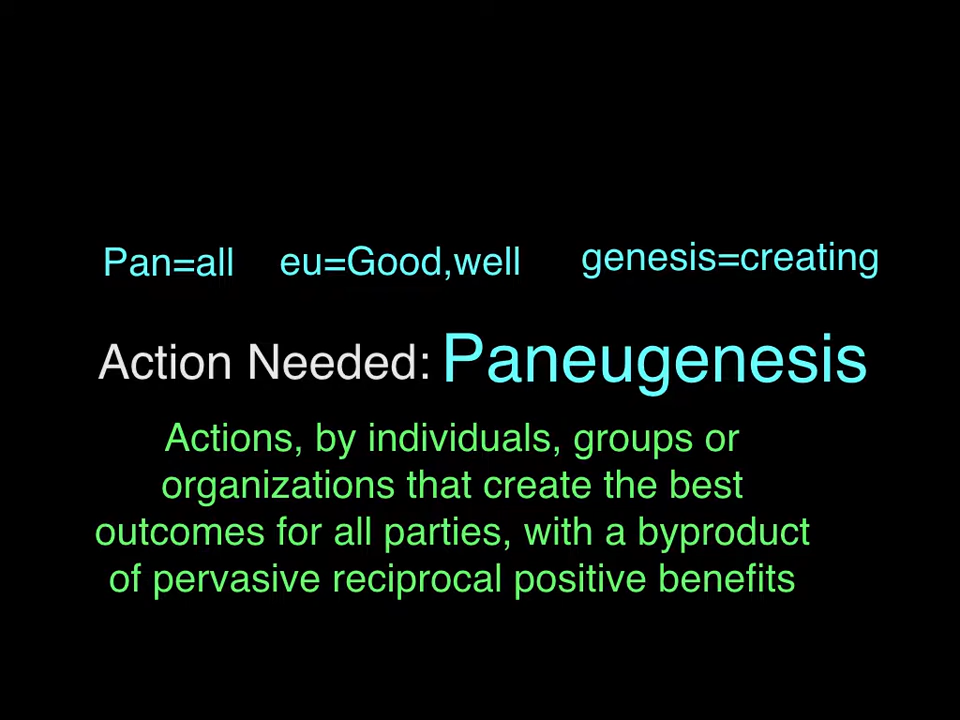 Pan=all eu=Good,well genesis=creating
Action Needed: Paneugenesis
Actions, by individuals, groups or
organizations that create the best
outcomes for all parties, with a byproduct
of pervasive reciprocal positive benefits